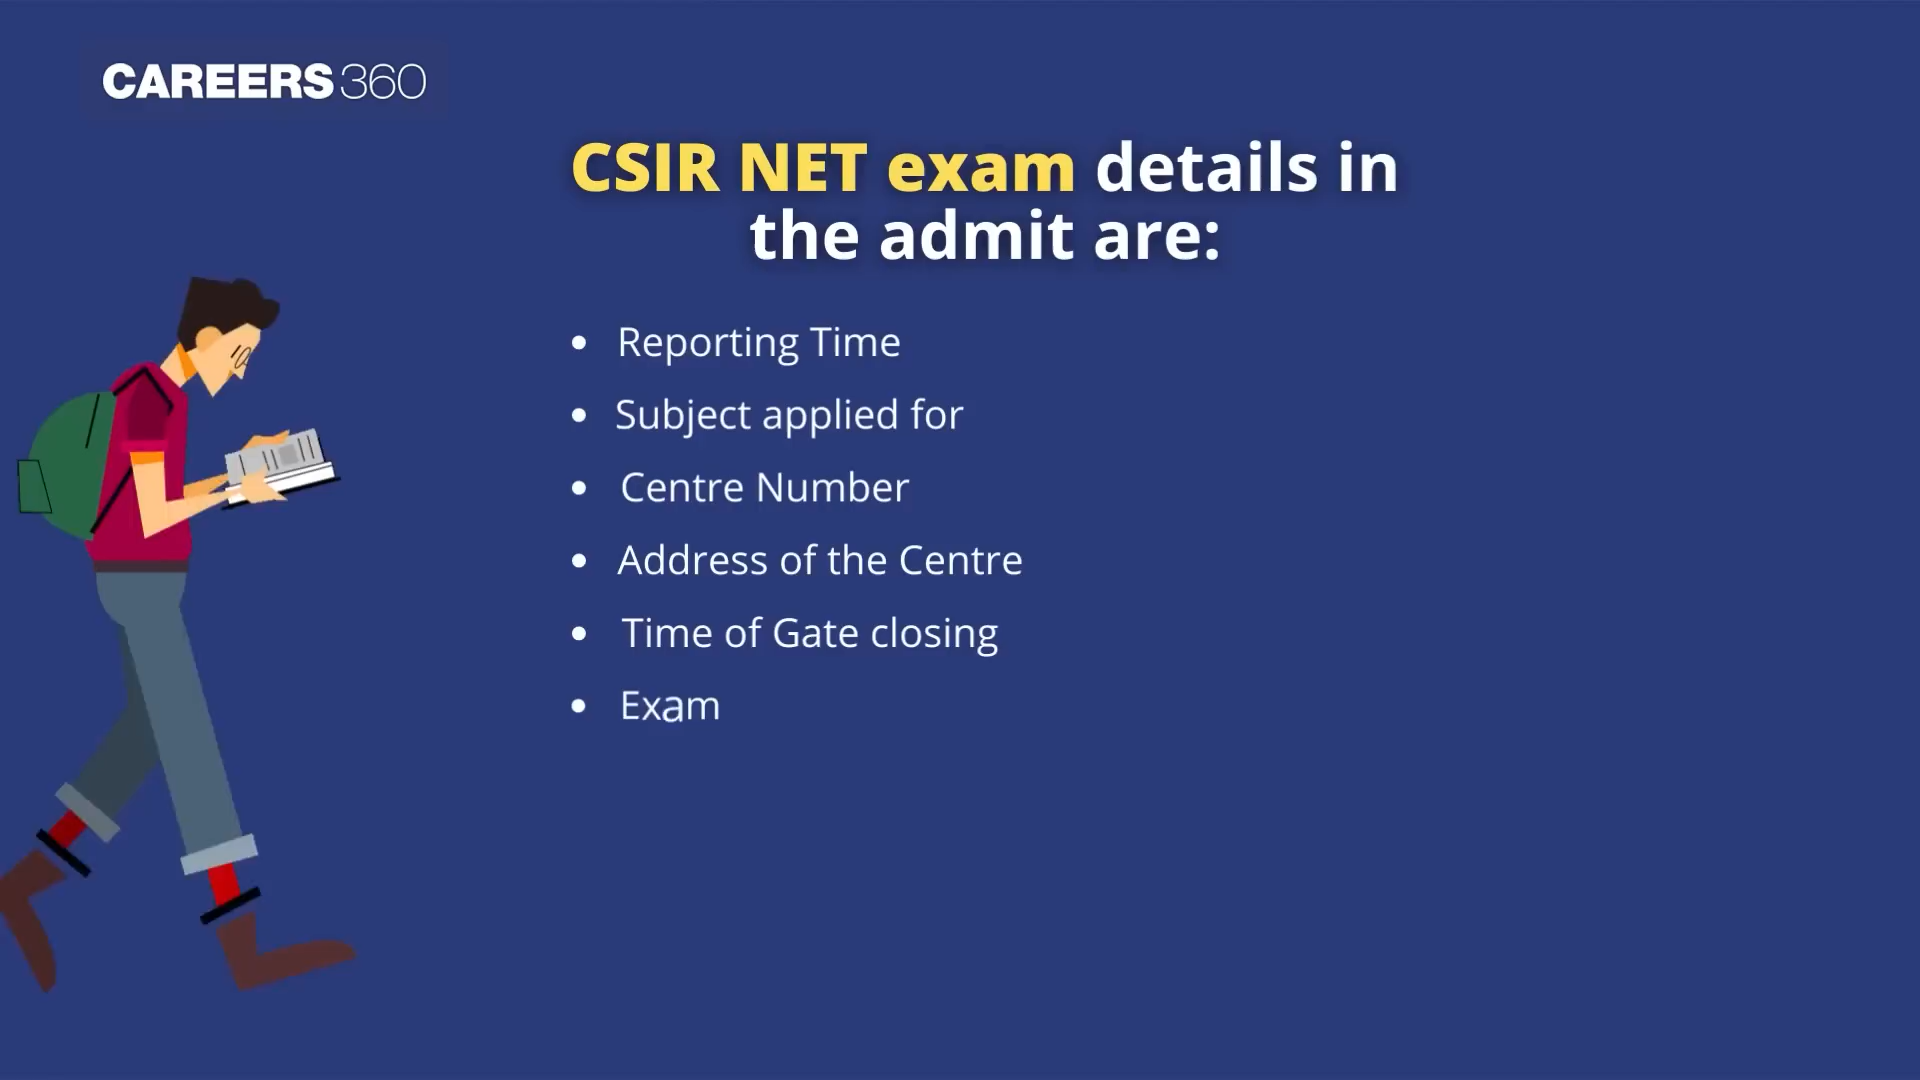 CAREERS360
CSIR NET exam details in
the admit are:
• Reporting Time
• Subject applied for
• Centre Number
• Address of the Centre
• Time of Gate closing
• Exam